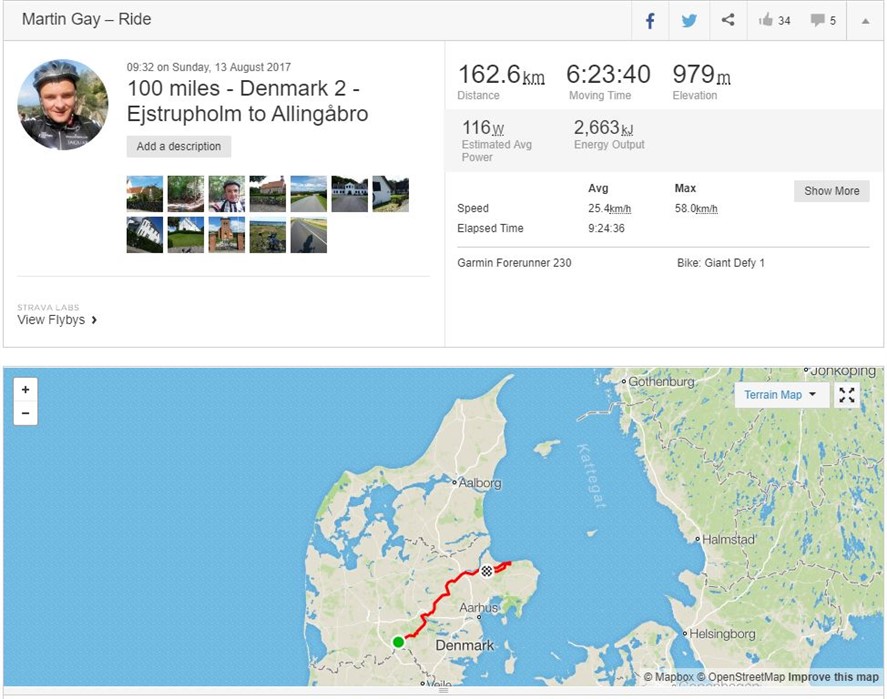 Martin Gay – Ride
34
5
09:32 on Sunday, 13 August 2017
100 miles - Denmark 2 -
Ejstrupholm to Allingåbro
Add a description
STRAVA LABS
View Flybys
162.6km
6:23:40
979m
Distance
Moving Time
Elevation
116W
2,663kJ
Estimated Avg
Power
Energy Output
Avg
Max
Show More
Speed
25.4km/h
58.0km/h
Elapsed Time
9:24:36
Garmin Forerunner 230
Bike: Giant Defy 1
+
−
Jönköping
Gothenburg
Terrain Map
Kattegat
Aalborg
Halmstad
Aarhus
Helsingborg
Denmark
© Mapbox © OpenStreetMap Improve this map
Vejle